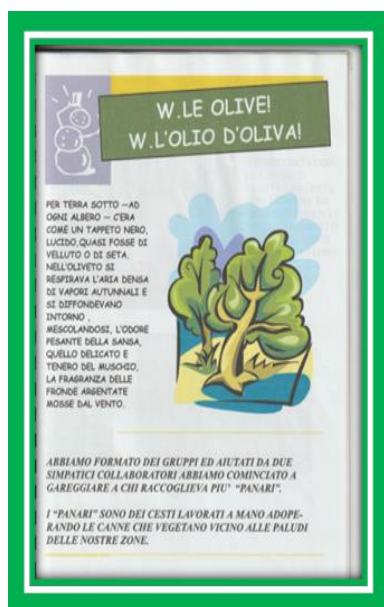 W.LE OLIVE!
W.L'OLIO D'OLIVA!
PER TERRA SOTTO –AD
OGNI ALBERO – C'ERA
COME UN TAPPETO NERO,
LUCIDO,QUASI FOSSE DI
VELLUTO O DI SETA.
NELL'OLIVETO SI
RESPIRAVA L'ARIA DENSA
DI VAPORI AUTUNNALI E
SI DIFFONDEVANO
INTORNO ,
MESCOLANDOSI, L'ODORE
PESANTE DELLA SANSA,
QUELLO DELICATO E
TENERO DEL MUSCHIO,
LA FRAGRANZA DELLE
FRONDE ARGENTATE
MOSSE DAL VENTO.
ABBIAMO FORMATO DEI GRUPPI ED AIUTATI DA DUE
SIMPATICI COLLABORATORI ABBIAMO COMINCIATO A
GAREGGIARE A CHI RACCOGLIEVA PIU' "PANARI".
I "PANARI" SONO DEI CESTI LAVORATI A MANO ADOPE-
RANDO LE CANNE CHE VEGETANO VICINO ALLE PALUDI
DELLE NOSTRE ZONE.